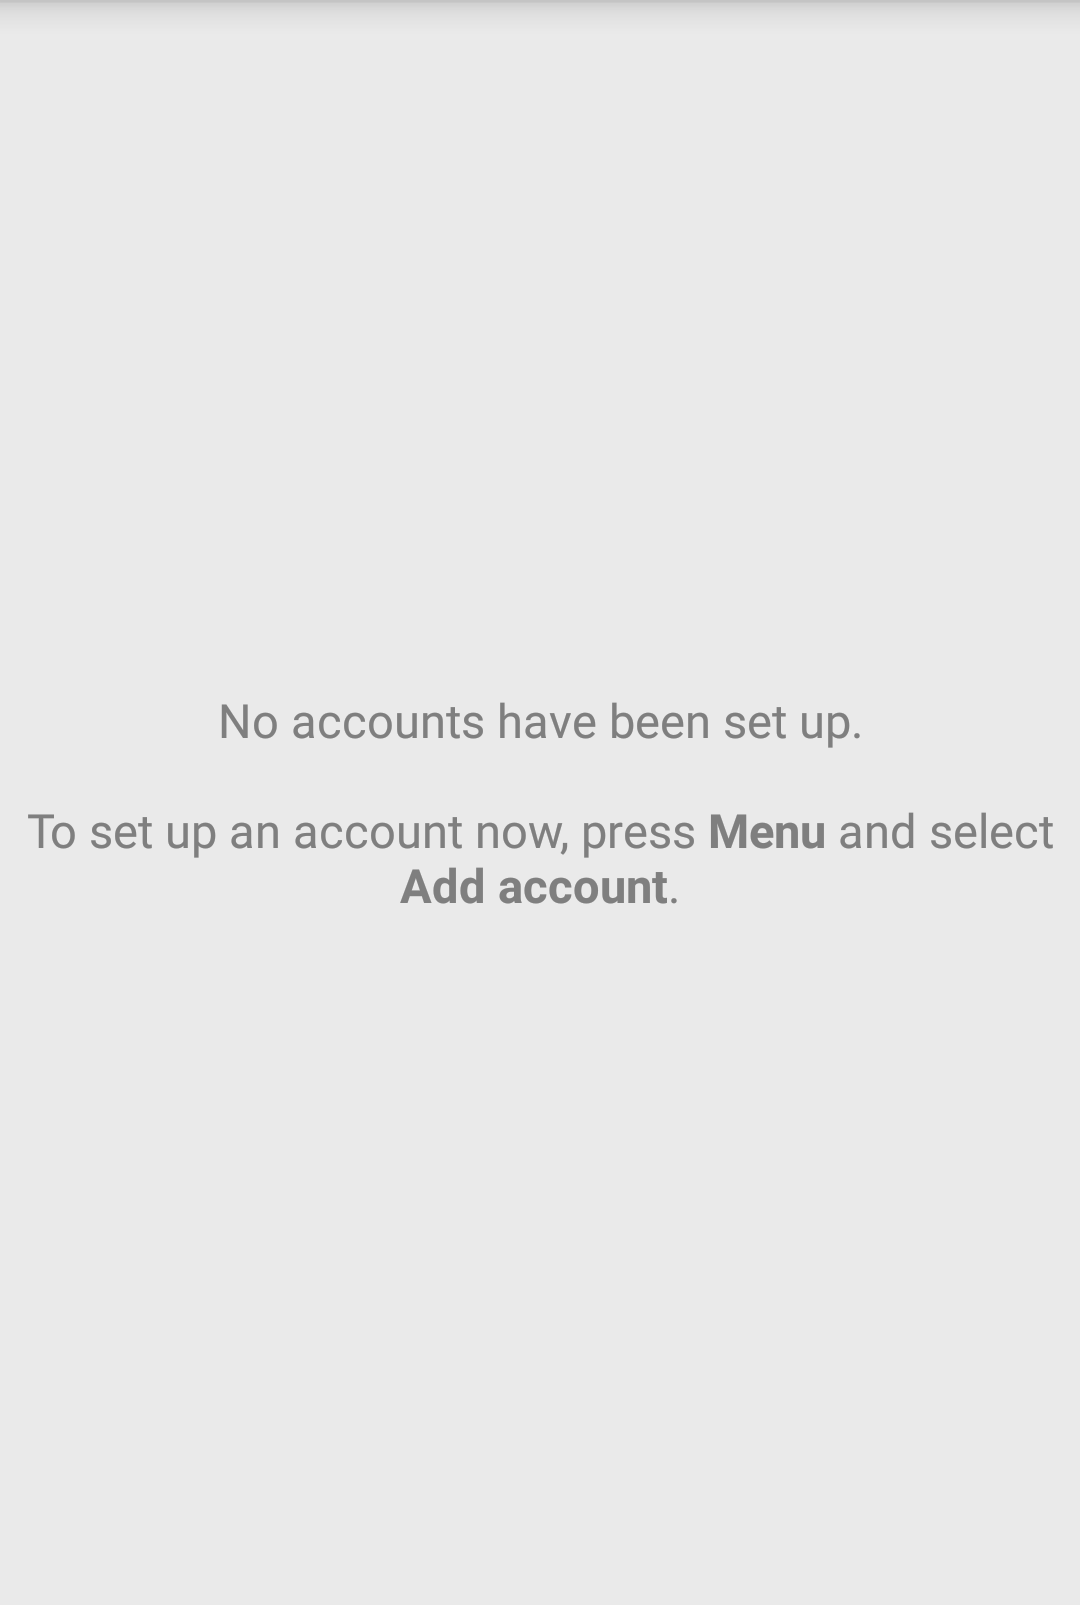 No accounts have been set up.
To set up an account now, press Menu and select
Add account.